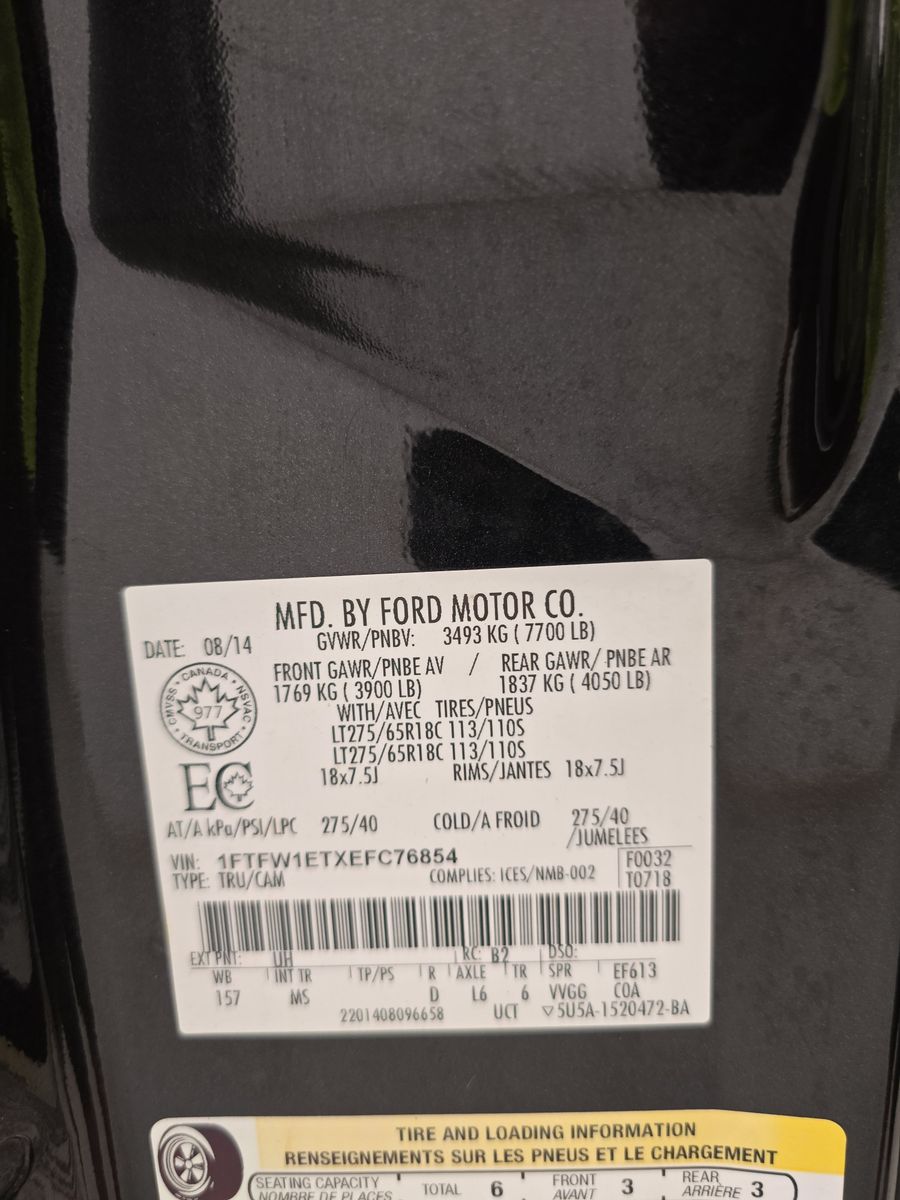 MFD. BY FORD MOTOR CO.
DATE: 08/14 GVWR/PNBV: 3493 KG ( 7700 LB)
FRONT GAWR/PNBE AV / REAR GAWR/ PNBE AR
1769 KG ( 3900 LB) 1837 KG ( 4050 LB)
WITH/AVEC TIRES/PNEUS
LT275/65R18C 113/110S
LT275/65R18C 113/110S
18x7.5J RIMS/JANTES 18x7.5J
CANADA NSVAC TRANSPORT CMVSS
977
EC
AT/A kPa/PSI/LPC 275/40 COLD/A FROID 275/40
/JUMELEES
VIN: 1FTFW1ETXEFC76854 F0032
TYPE: TRU/CAM COMPLIES: ICES/NMB-002 T0718
EXT PNT: UH RC: B2 DSO:
WB INT TR TP/PS R AXLE TR SPR EF613
157 MS D L6 6 VVGG COA
2201408096658 UCT ▽5U5A-1520472-BA
TIRE AND LOADING INFORMATION
RENSEIGNEMENTS SUR LES PNEUS ET LE CHARGEMENT
SEATING CAPACITY TOTAL 6 FRONT 3 REAR 3
NOMBRE DE PLACES AVANT ARRIÈRE